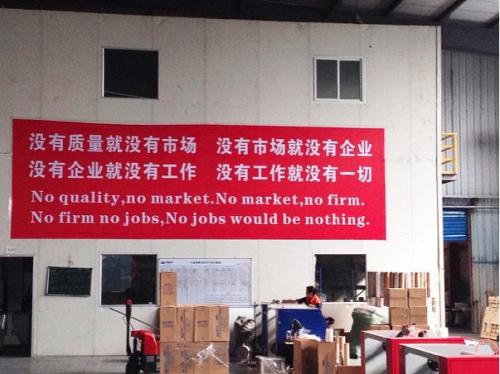 没有质量就没有市场 没有市场就没有企业
没有企业就没有工作 没有工作就没有一切
No quality,no market.No market,no firm.
No firm no jobs,No jobs would be nothing.